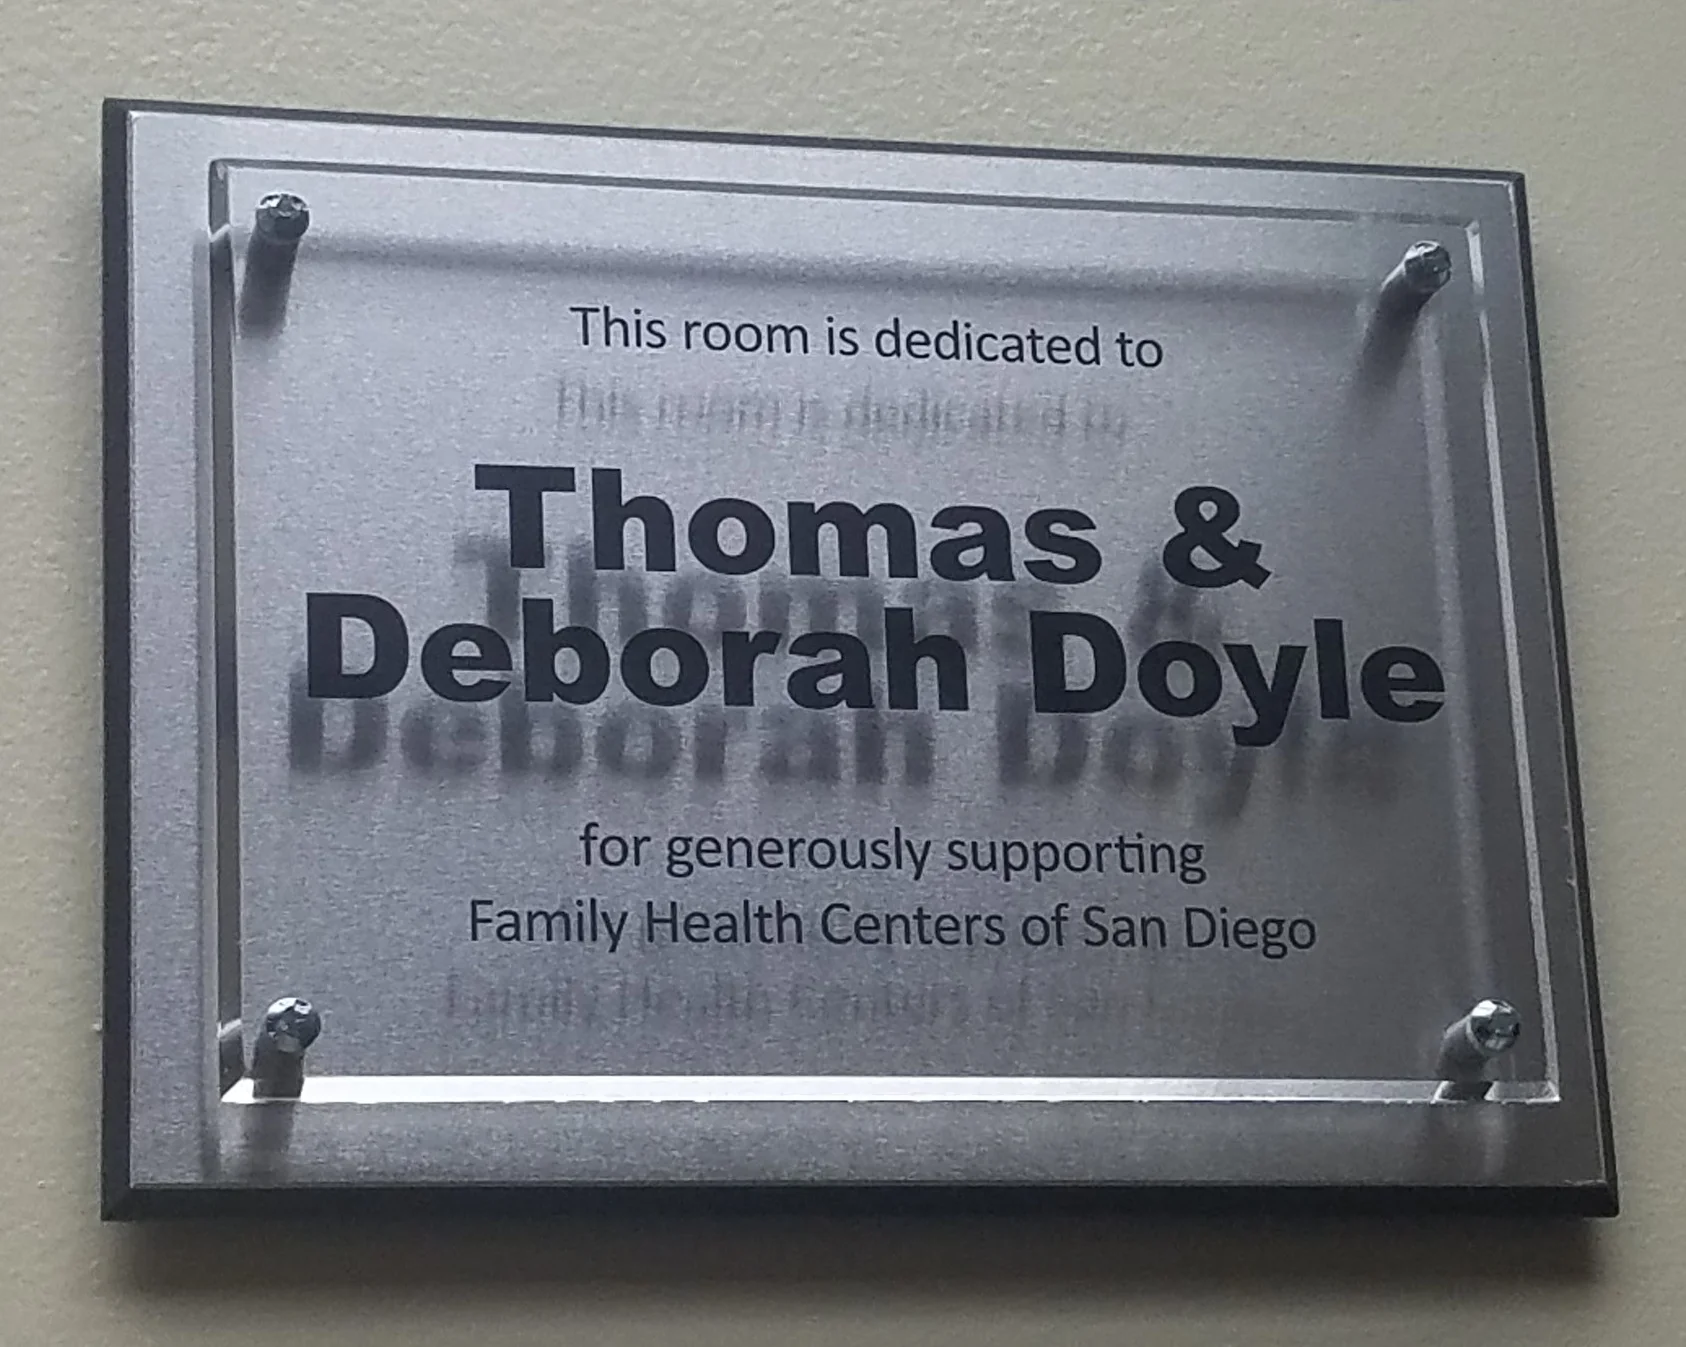 This room is dedicated to
Thomas &
Deborah Doyle
for generously supporting
Family Health Centers of San Diego